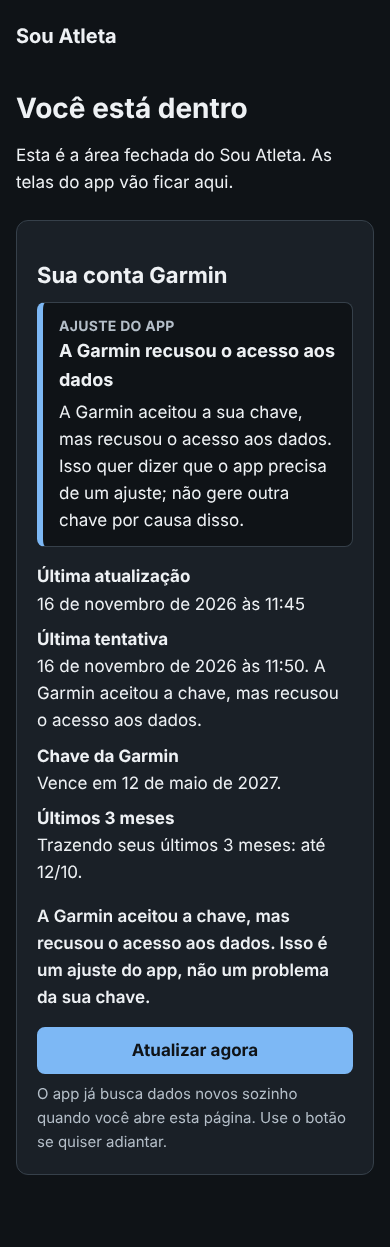 Sou Atleta
Você está dentro
Esta é a área fechada do Sou Atleta. As
telas do app vão ficar aqui.
Sua conta Garmin
AJUSTE DO APP
A Garmin recusou o acesso aos
dados
A Garmin aceitou a sua chave,
mas recusou o acesso aos dados.
Isso quer dizer que o app precisa
de um ajuste; não gere outra
chave por causa disso.
Última atualização
16 de novembro de 2026 às 11:45
Última tentativa
16 de novembro de 2026 às 11:50. A
Garmin aceitou a chave, mas recusou
o acesso aos dados.
Chave da Garmin
Vence em 12 de maio de 2027.
Últimos 3 meses
Trazendo seus últimos 3 meses: até
12/10.
A Garmin aceitou a chave, mas
recusou o acesso aos dados. Isso é
um ajuste do app, não um problema
da sua chave.
Atualizar agora
O app já busca dados novos sozinho
quando você abre esta página. Use o botão
se quiser adiantar.